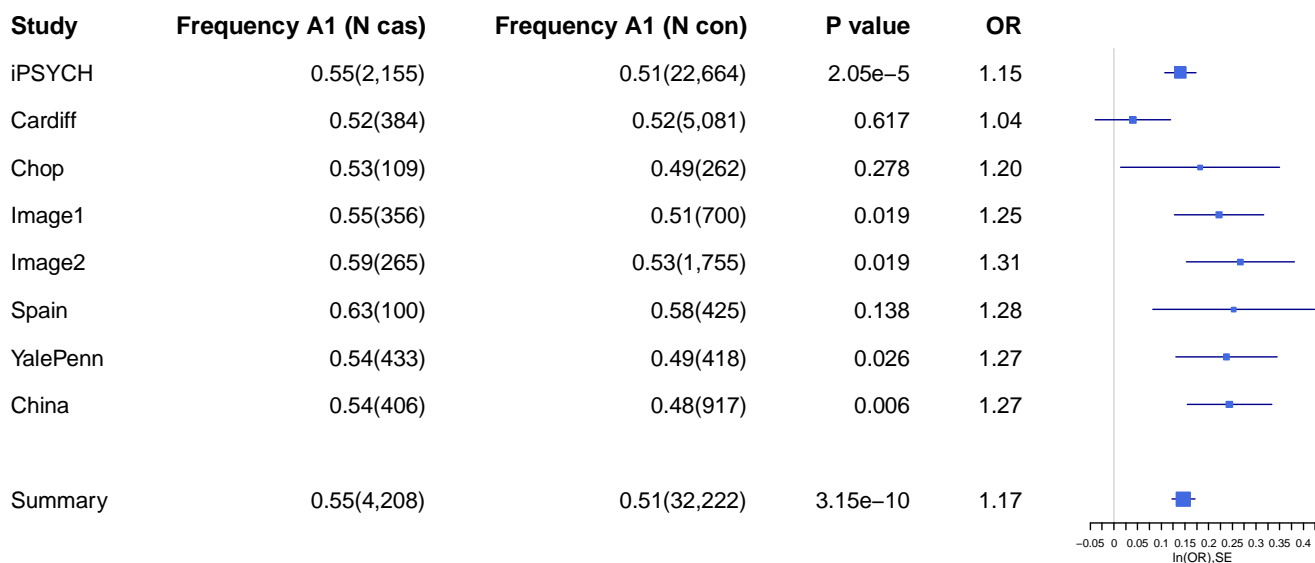 Study Frequency A1 (N cas) Frequency A1 (N con) P value OR
iPSYCH 0.55(2,155) 0.51(22,664) 2.05e−5 1.15
Cardiff 0.52(384) 0.52(5,081) 0.617 1.04
Chop 0.53(109) 0.49(262) 0.278 1.20
Image1 0.55(356) 0.51(700) 0.019 1.25
Image2 0.59(265) 0.53(1,755) 0.019 1.31
Spain 0.63(100) 0.58(425) 0.138 1.28
YalePenn 0.54(433) 0.49(418) 0.026 1.27
China 0.54(406) 0.48(917) 0.006 1.27
Summary 0.55(4,208) 0.51(32,222) 3.15e−10 1.17
−0.05 0 0.05 0.1 0.15 0.2 0.25 0.3 0.35 0.4
ln(OR),SE